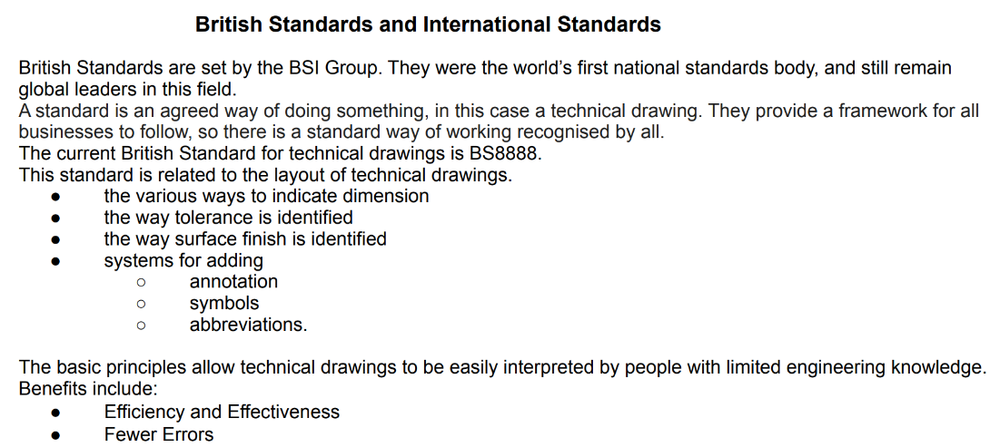 British Standards and International Standards
British Standards are set by the BSI Group. They were the world’s first national standards body, and still remain
global leaders in this field.
A standard is an agreed way of doing something, in this case a technical drawing. They provide a framework for all
businesses to follow, so there is a standard way of working recognised by all.
The current British Standard for technical drawings is BS8888.
This standard is related to the layout of technical drawings.
● the various ways to indicate dimension
● the way tolerance is identified
● the way surface finish is identified
● systems for adding
○ annotation
○ symbols
○ abbreviations.
The basic principles allow technical drawings to be easily interpreted by people with limited engineering knowledge.
Benefits include:
● Efficiency and Effectiveness
● Fewer Errors